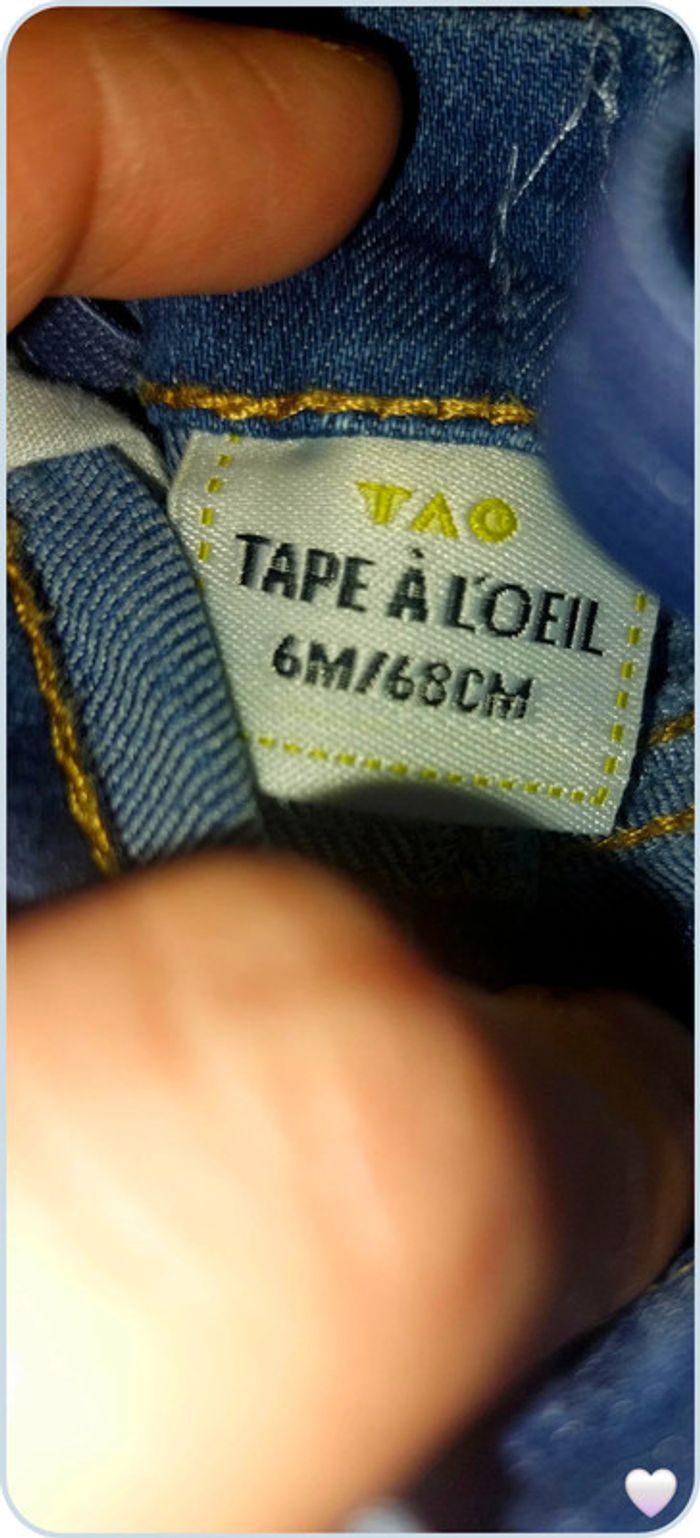 TAO
TAPE À L'OEIL
6M/68CM